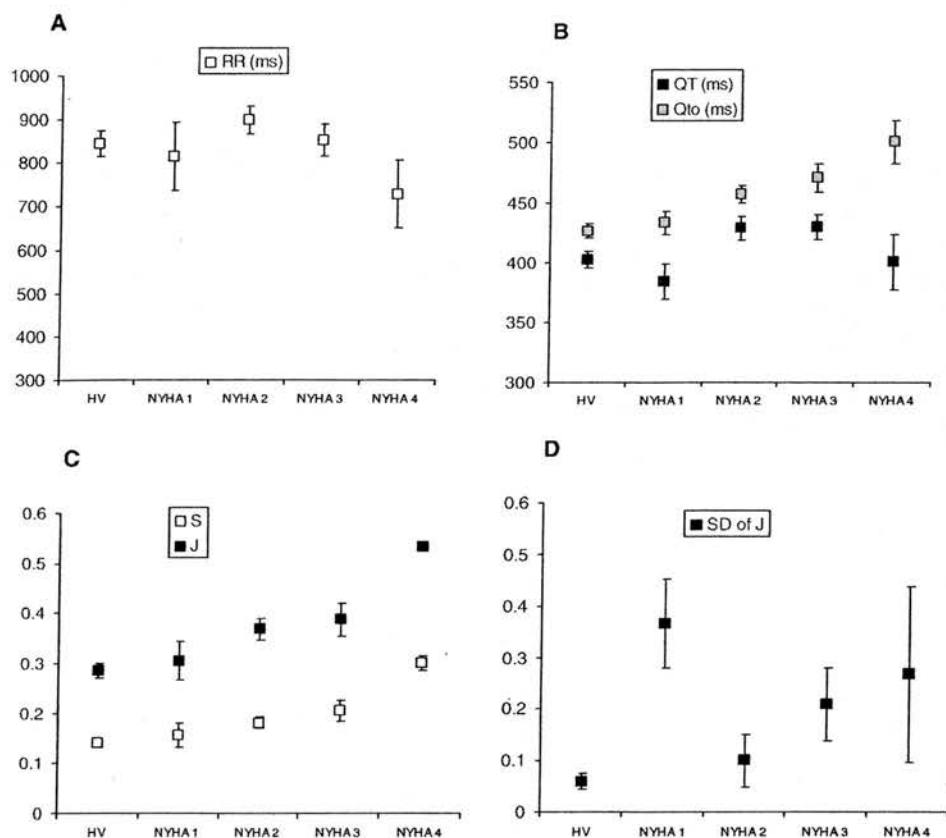 A
RR (ms)
1000
900
800
700
600
500
400
300
HV NYHA 1 NYHA 2 NYHA 3 NYHA 4
B
QT (ms)
Qto (ms)
550
500
450
400
350
300
HV NYHA 1 NYHA 2 NYHA 3 NYHA 4
C
S
J
0.6
0.5
0.4
0.3
0.2
0.1
0
HV NYHA 1 NYHA 2 NYHA 3 NYHA 4
D
SD of J
0.6
0.5
0.4
0.3
0.2
0.1
0
HV NYHA 1 NYHA 2 NYHA 3 NYHA 4